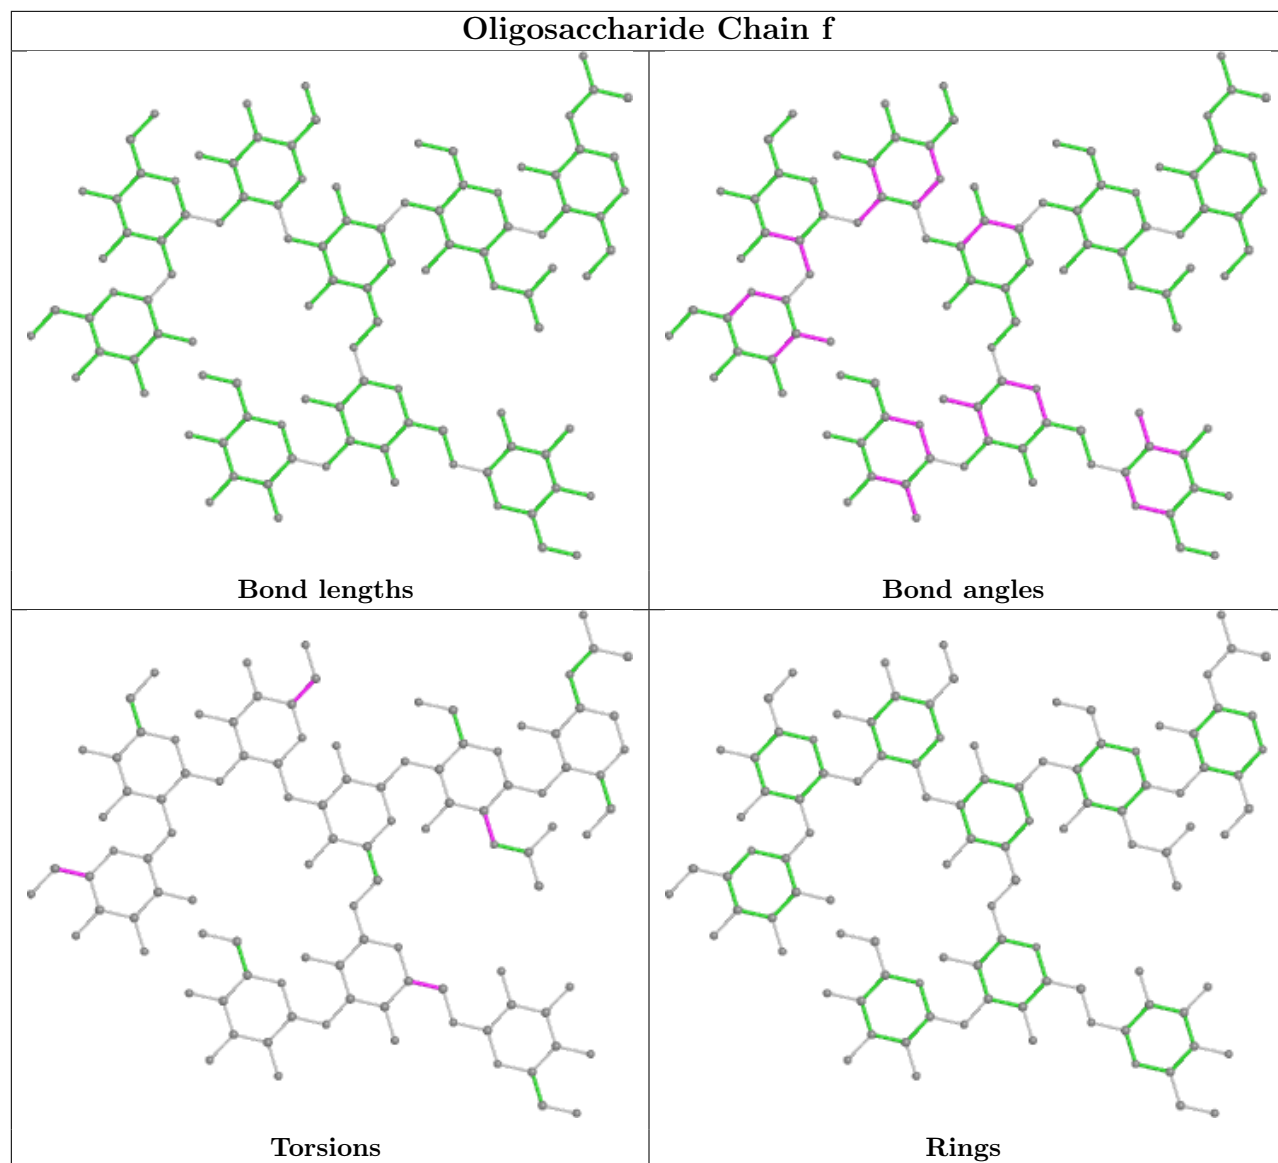 Oligosaccharide Chain f
Bond lengths
Bond angles
Torsions
Rings